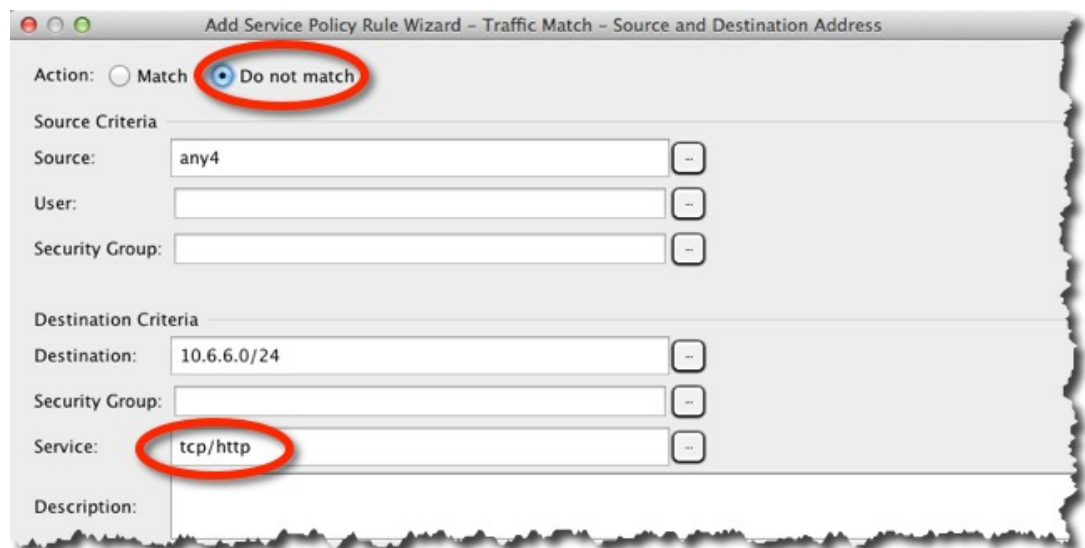 Add Service Policy Rule Wizard - Traffic Match - Source and Destination Address
Action: Match Do not match
Source Criteria
Source: any4
...
User:
...
Security Group:
...
Destination Criteria
Destination: 10.6.6.0/24
...
Security Group:
...
Service: tcp/http
...
Description: